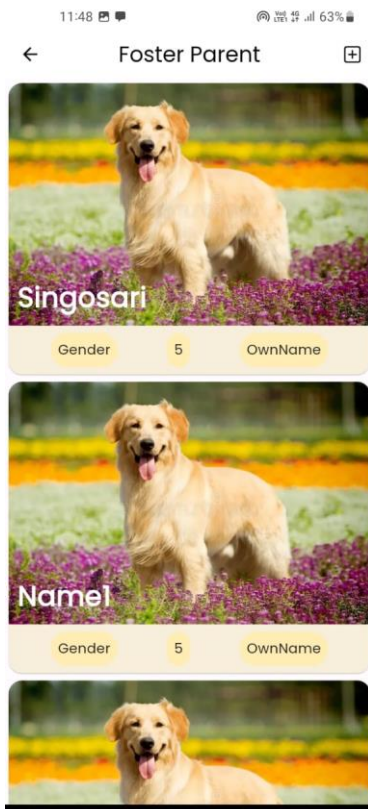 11:48
63%
Foster Parent
Singosari
Gender 5 OwnName
Name1
Gender 5 OwnName